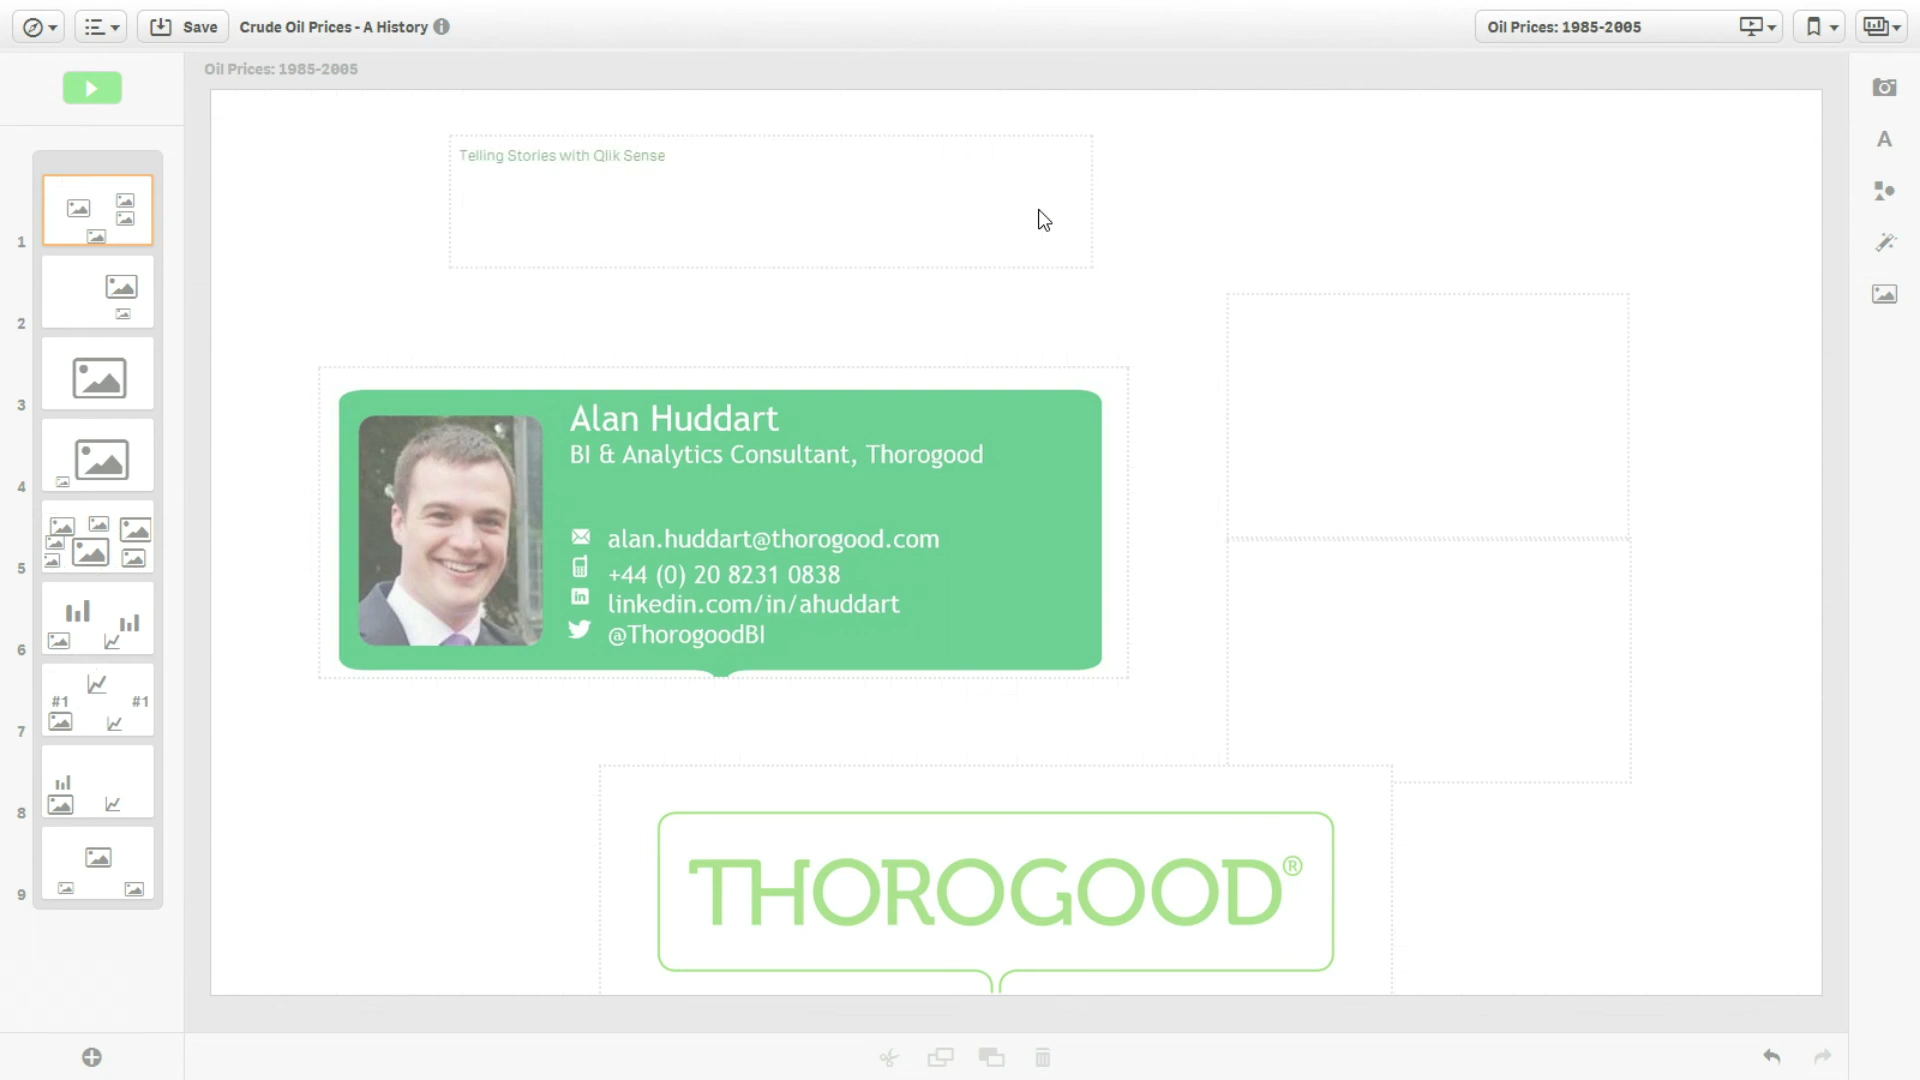 Save
Crude Oil Prices - A History
Oil Prices: 1985-2005
Oil Prices: 1985-2005
Telling Stories with Qlik Sense
Alan Huddart
BI & Analytics Consultant, Thorogood
alan.huddart@thorogood.com
+44 (0) 20 8231 0838
linkedin.com/in/ahuddart
@ThorogoodBI
THOROGOOD®
1
2
3
4
5
6
#1 #1
7
8
9
A